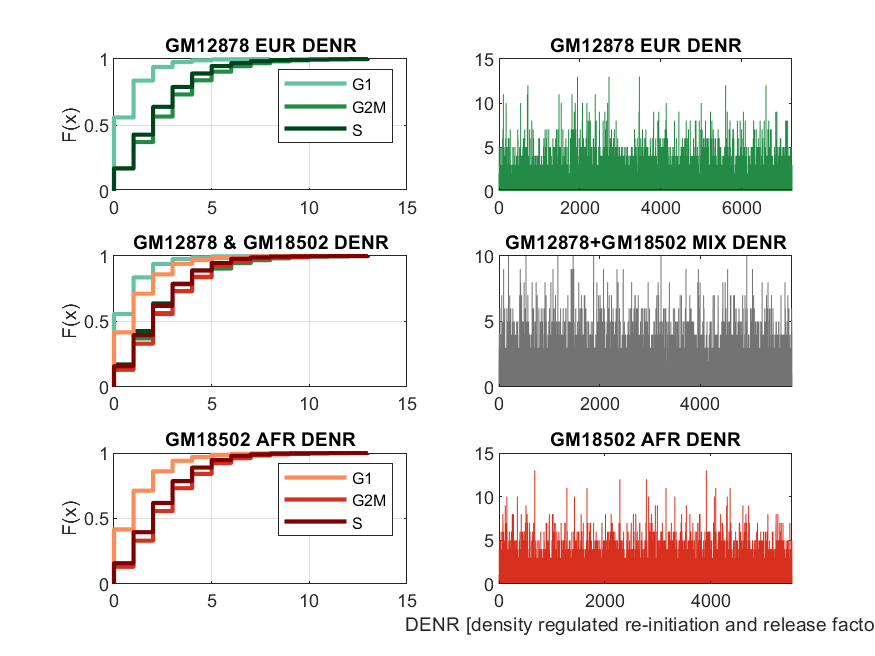 GM12878 EUR DENR
1
0.5
0
F(x)
G1
G2M
S
0 5 10 15
GM12878 EUR DENR
15
10
5
0
0 2000 4000 6000
GM12878 & GM18502 DENR
1
0.5
0
F(x)
0 5 10 15
GM12878+GM18502 MIX DENR
10
5
0
0 2000 4000
GM18502 AFR DENR
1
0.5
0
F(x)
G1
G2M
S
0 5 10 15
GM18502 AFR DENR
15
10
5
0
0 2000 4000
DENR [density regulated re-initiation and release facto